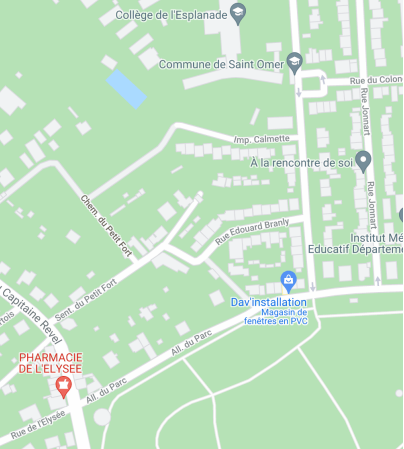 Collège de l'Esplanade
Commune de Saint Omer
Rue du Colone
Rue Jonnart
Imp. Calmette
À la rencontre de soi
Rue Jonnart
Chem. du Petit Fort
Rue Edouard Branly
Institut Mé
Educatif Départeme
Sent. du Petit Fort
Dav'installation
Magasin de
fenêtres en PVC
Capitaine Revel
rtois
All. du Parc
PHARMACIE
DE L'ELYSEE
All. du Parc
Rue de l'Elysée